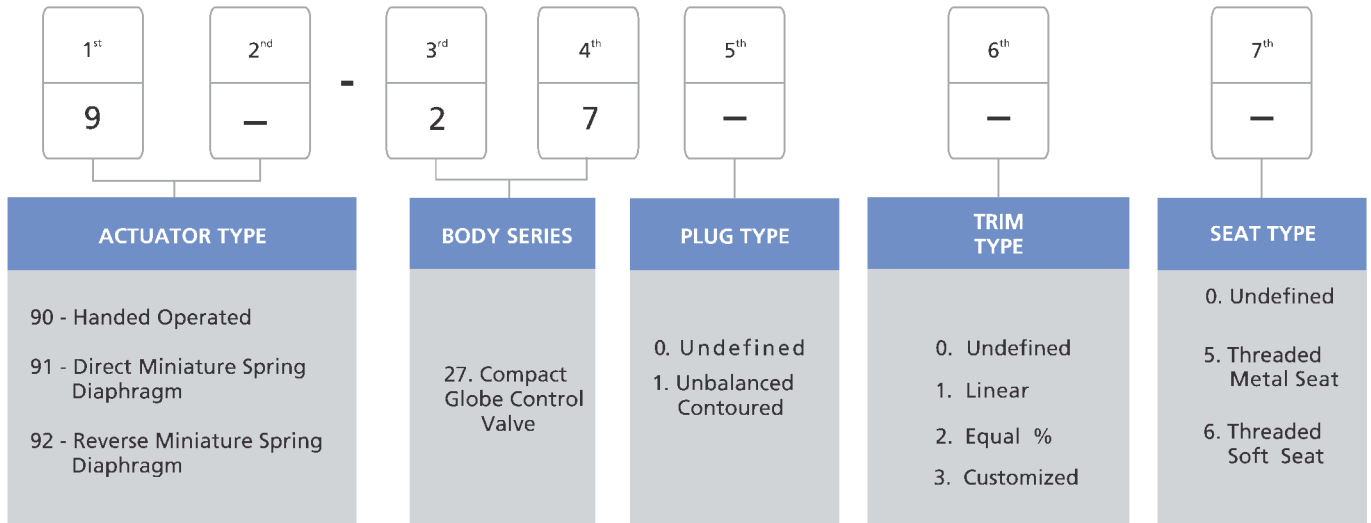 1st 2nd 3rd 4th 5th 6th 7th
9 – - 2 7 – – –
ACTUATOR TYPE
90 - Handed Operated
91 - Direct Miniature Spring
Diaphragm
92 - Reverse Miniature Spring
Diaphragm
BODY SERIES
27. Compact
Globe Control
Valve
PLUG TYPE
0. Undefined
1. Unbalanced
Contoured
TRIM
TYPE
0. Undefined
1. Linear
2. Equal %
3. Customized
SEAT TYPE
0. Undefined
5. Threaded
Metal Seat
6. Threaded
Soft Seat